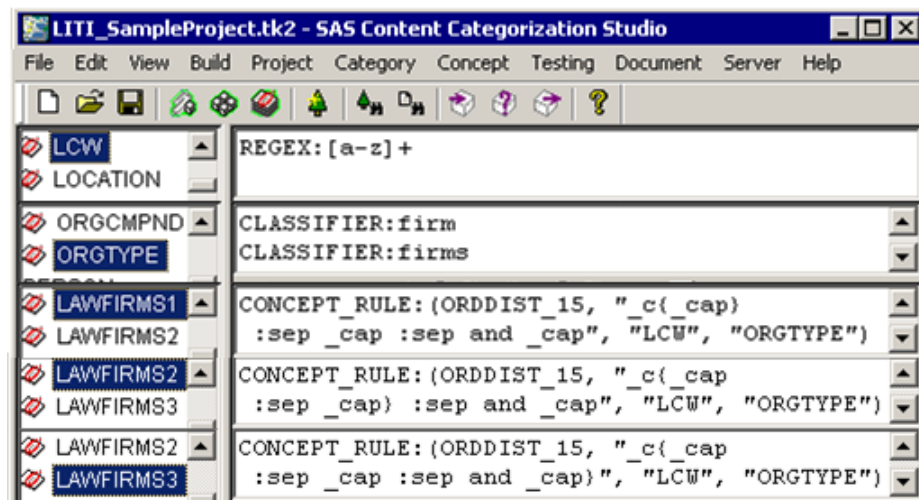 LITI_SampleProject.tk2 - SAS Content Categorization Studio
File Edit View Build Project Category Concept Testing Document Server Help
LCW
LOCATION
REGEX:[a-z]+
ORGCMPND
ORGTYPE
CLASSIFIER:firm
CLASSIFIER:firms
LAWFIRMS1
LAWFIRMS2
CONCEPT_RULE:(ORDDIST_15, "_c{_cap}
:sep _cap :sep and _cap", "LCW", "ORGTYPE")
LAWFIRMS2
LAWFIRMS3
CONCEPT_RULE:(ORDDIST_15, "_c{_cap
:sep _cap} :sep and _cap", "LCW", "ORGTYPE")
LAWFIRMS2
LAWFIRMS3
CONCEPT_RULE:(ORDDIST_15, "_c{_cap
:sep _cap :sep and _cap}", "LCW", "ORGTYPE")